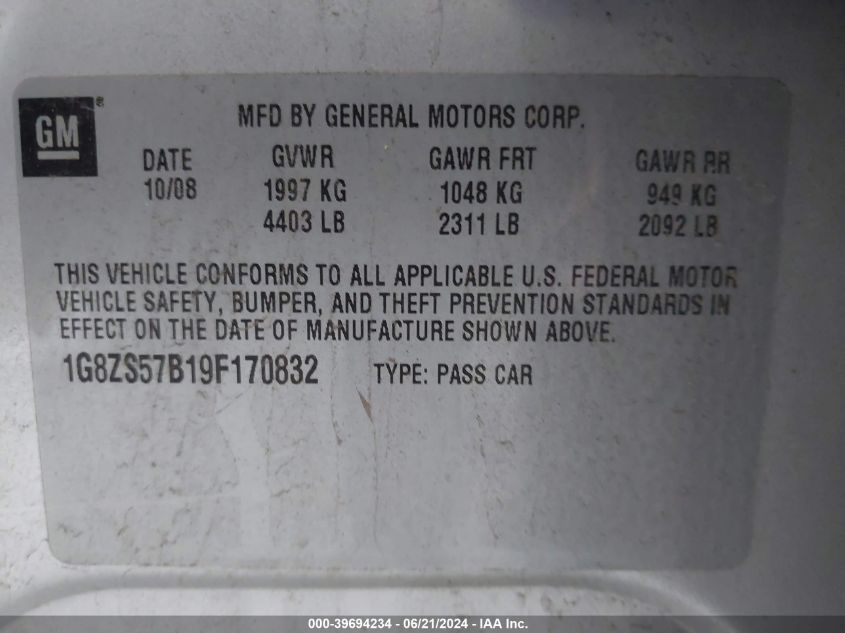 GM®
MFD BY GENERAL MOTORS CORP.
DATE GVWR GAWR FRT GAWR RR
10/08 1997 KG 1048 KG 949 KG
4403 LB 2311 LB 2092 LB
THIS VEHICLE CONFORMS TO ALL APPLICABLE U.S. FEDERAL MOTOR
VEHICLE SAFETY, BUMPER, AND THEFT PREVENTION STANDARDS IN
EFFECT ON THE DATE OF MANUFACTURE SHOWN ABOVE.
1G8ZS57B19F170832 TYPE: PASS CAR
000-39694234 - 06/21/2024 - IAA Inc.